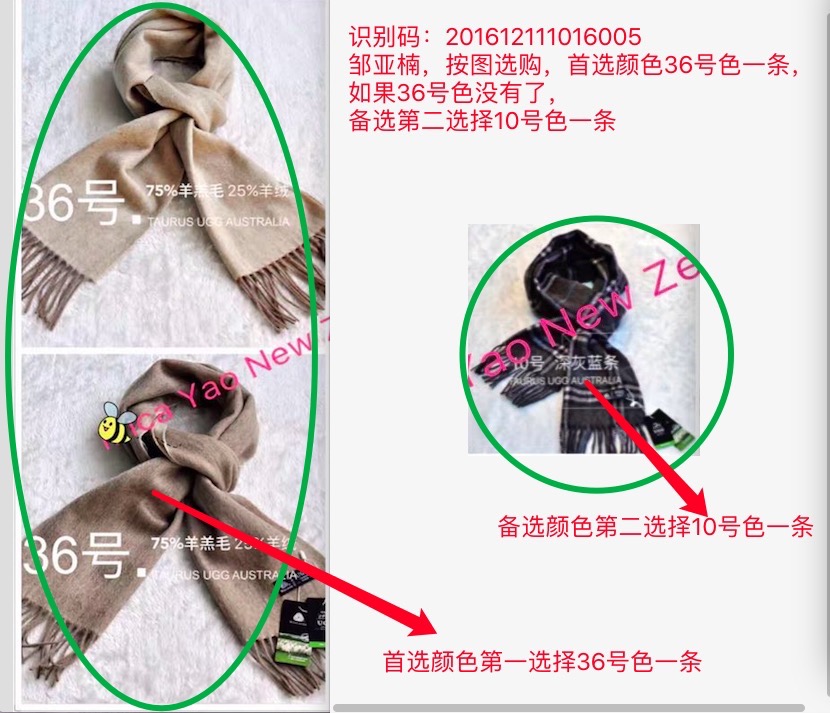 识别码：201612111016005
邹亚楠，按图选购，首选颜色36号色一条，
如果36号色没有了，
备选第二选择10号色一条
36号.
75%羊羔毛 25%羊绒
TAURUS UGG AUSTRALIA
Yao New Ze
10号 深灰蓝条
TAURUS UGG AUSTRALIA
Yao New Z
36号.
75%羊羔毛 25%羊绒
TAURUS UGG AUSTRALIA
备选颜色第二选择10号色一条
首选颜色第一选择36号色一条